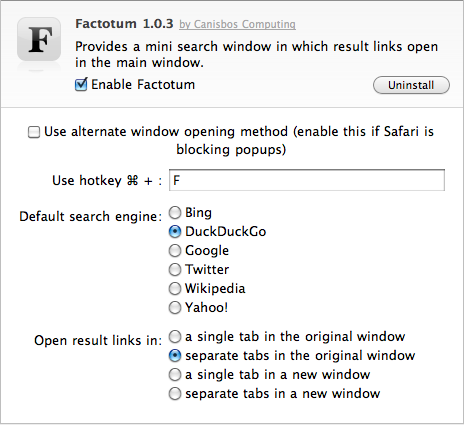 F
Factotum 1.0.3 by Canisbos Computing
Provides a mini search window in which result links open
in the main window.
Enable Factotum
Uninstall
Use alternate window opening method (enable this if Safari is
blocking popups)
Use hotkey ⌘ + : F
Default search engine: Bing
DuckDuckGo
Google
Twitter
Wikipedia
Yahoo!
Open result links in: a single tab in the original window
separate tabs in the original window
a single tab in a new window
separate tabs in a new window